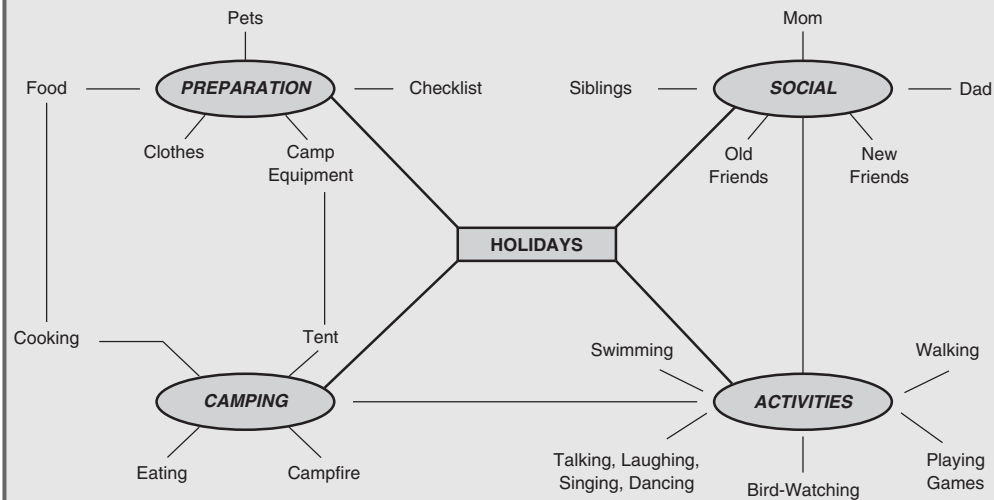 Pets
Mom
Food
PREPARATION
Checklist
Siblings
SOCIAL
Dad
Clothes
Camp
Equipment
Old
Friends
New
Friends
HOLIDAYS
Cooking
Tent
Swimming
Walking
CAMPING
ACTIVITIES
Eating
Campfire
Talking, Laughing,
Singing, Dancing
Bird-Watching
Playing
Games